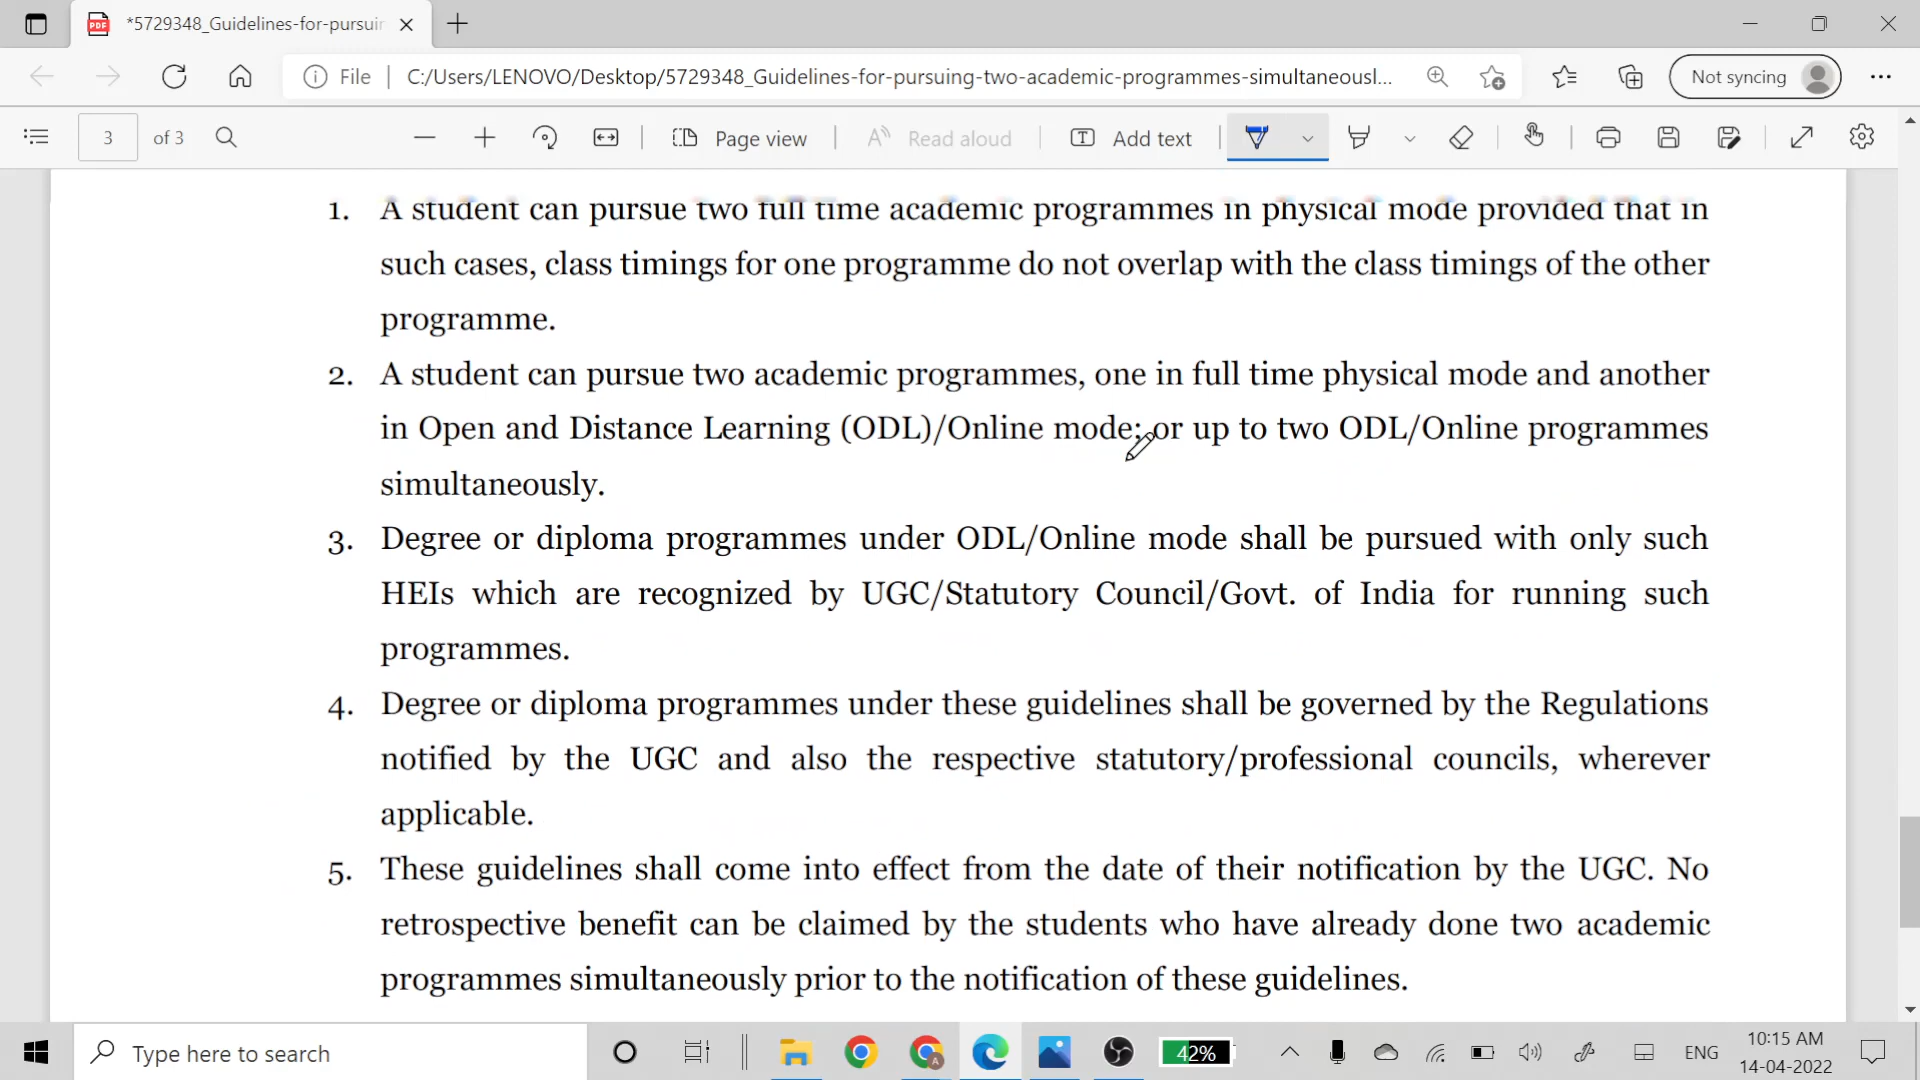 *5729348_Guidelines-for-pursuin
File
C:/Users/LENOVO/Desktop/5729348_Guidelines-for-pursuing-two-academic-programmes-simultaneousl...
Not syncing
3 of 3
Page view
Read aloud
Add text
1. A student can pursue two full time academic programmes in physical mode provided that in
such cases, class timings for one programme do not overlap with the class timings of the other
programme.
2. A student can pursue two academic programmes, one in full time physical mode and another
in Open and Distance Learning (ODL)/Online mode; or up to two ODL/Online programmes
simultaneously.
3. Degree or diploma programmes under ODL/Online mode shall be pursued with only such
HEIs which are recognized by UGC/Statutory Council/Govt. of India for running such
programmes.
4. Degree or diploma programmes under these guidelines shall be governed by the Regulations
notified by the UGC and also the respective statutory/professional councils, wherever
applicable.
5. These guidelines shall come into effect from the date of their notification by the UGC. No
retrospective benefit can be claimed by the students who have already done two academic
programmes simultaneously prior to the notification of these guidelines.
Type here to search
42%
ENG
10:15 AM
14-04-2022